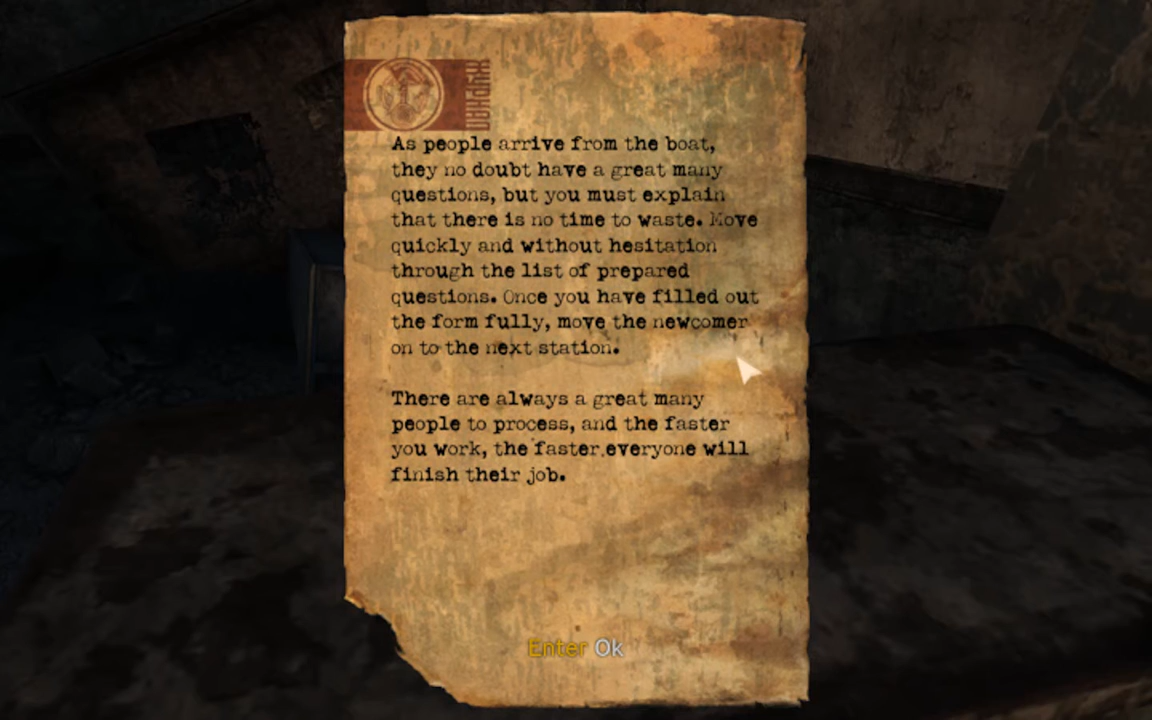 As people arrive from the boat,
they no doubt have a great many
questions, but you must explain
that there is no time to waste. Move
quickly and without hesitation
through the list of prepared
questions. Once you have filled out
the form fully, move the newcomer
on to the next station.
There are always a great many
people to process, and the faster
you work, the faster everyone will
finish their job.
Enter Ok